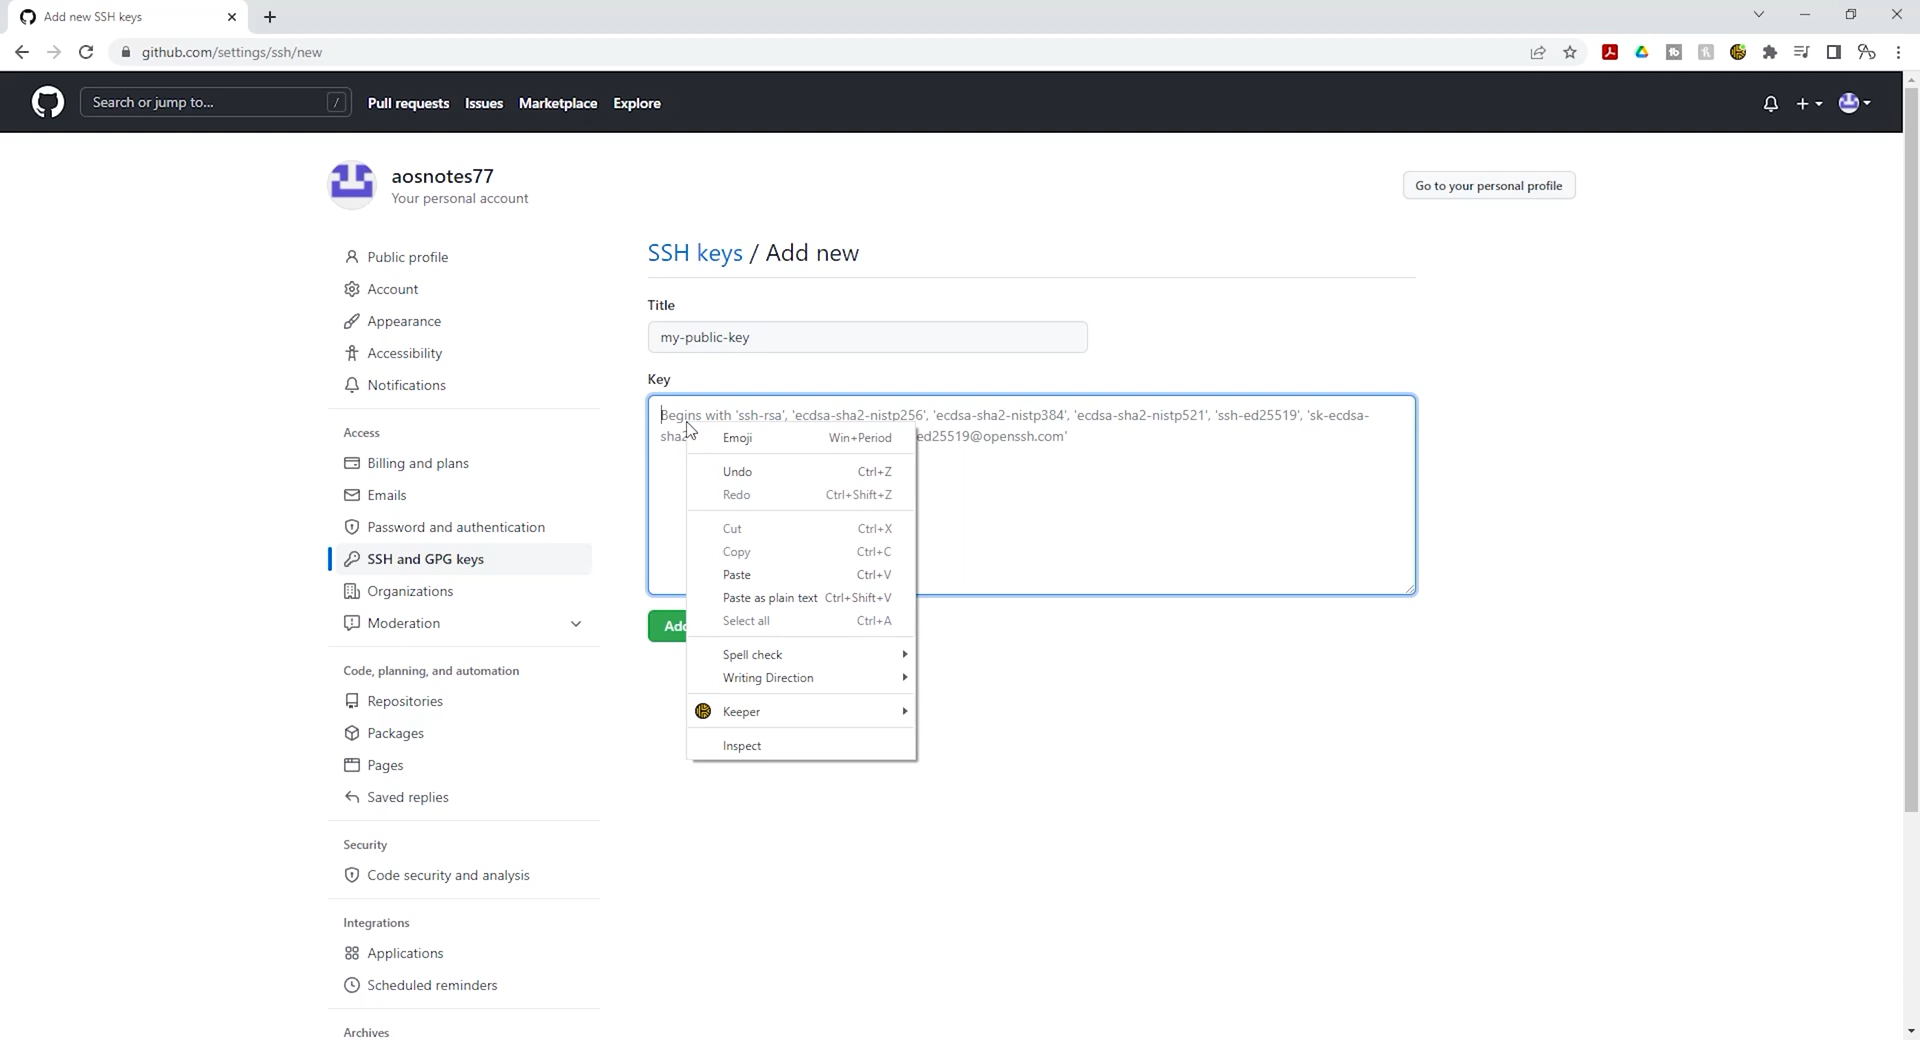 Add new SSH keys
github.com/settings/ssh/new
Search or jump to... /
Pull requests Issues Marketplace Explore
aosnotes77
Your personal account
Go to your personal profile
Public profile
Account
Appearance
Accessibility
Notifications
Access
Billing and plans
Emails
Password and authentication
SSH and GPG keys
Organizations
Moderation
Code, planning, and automation
Repositories
Packages
Pages
Saved replies
Security
Code security and analysis
Integrations
Applications
Scheduled reminders
Archives
SSH keys / Add new
Title
my-public-key
Key
Begins with 'ssh-rsa', 'ecdsa-sha2-nistp256', 'ecdsa-sha2-nistp384', 'ecdsa-sha2-nistp521', 'ssh-ed25519', 'sk-ecdsa-
sha2 ed25519@openssh.com'
Add
Emoji Win+Period
Undo Ctrl+Z
Redo Ctrl+Shift+Z
Cut Ctrl+X
Copy Ctrl+C
Paste Ctrl+V
Paste as plain text Ctrl+Shift+V
Select all Ctrl+A
Spell check
Writing Direction
Keeper
Inspect